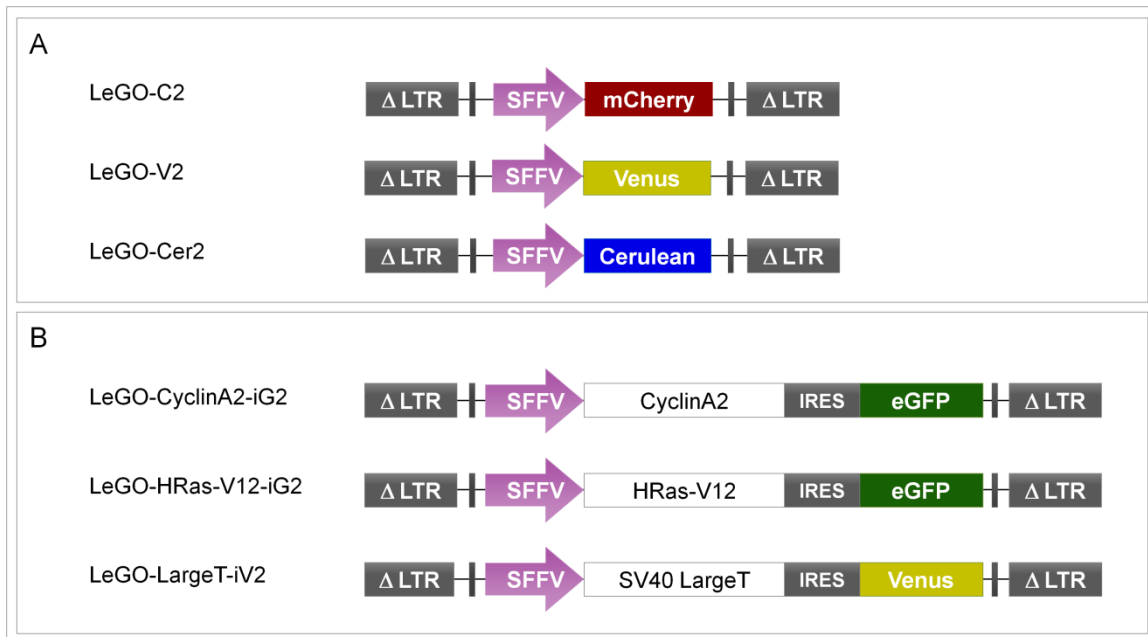 A
LeGO-C2 Δ LTR SFFV mCherry Δ LTR
LeGO-V2 Δ LTR SFFV Venus Δ LTR
LeGO-Cer2 Δ LTR SFFV Cerulean Δ LTR
B
LeGO-CyclinA2-iG2 Δ LTR SFFV CyclinA2 IRES eGFP Δ LTR
LeGO-HRas-V12-iG2 Δ LTR SFFV HRas-V12 IRES eGFP Δ LTR
LeGO-LargeT-iV2 Δ LTR SFFV SV40 LargeT IRES Venus Δ LTR